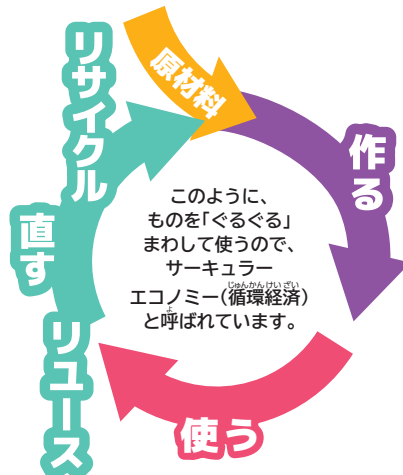 原材料
作る
使う
リユース
直す
リサイクル
このように、
ものを「ぐるぐる」
まわして使うので、
サーキュラー
じゅんかんけいざい
エコノミー(循環経済)
よ
と呼ばれています。